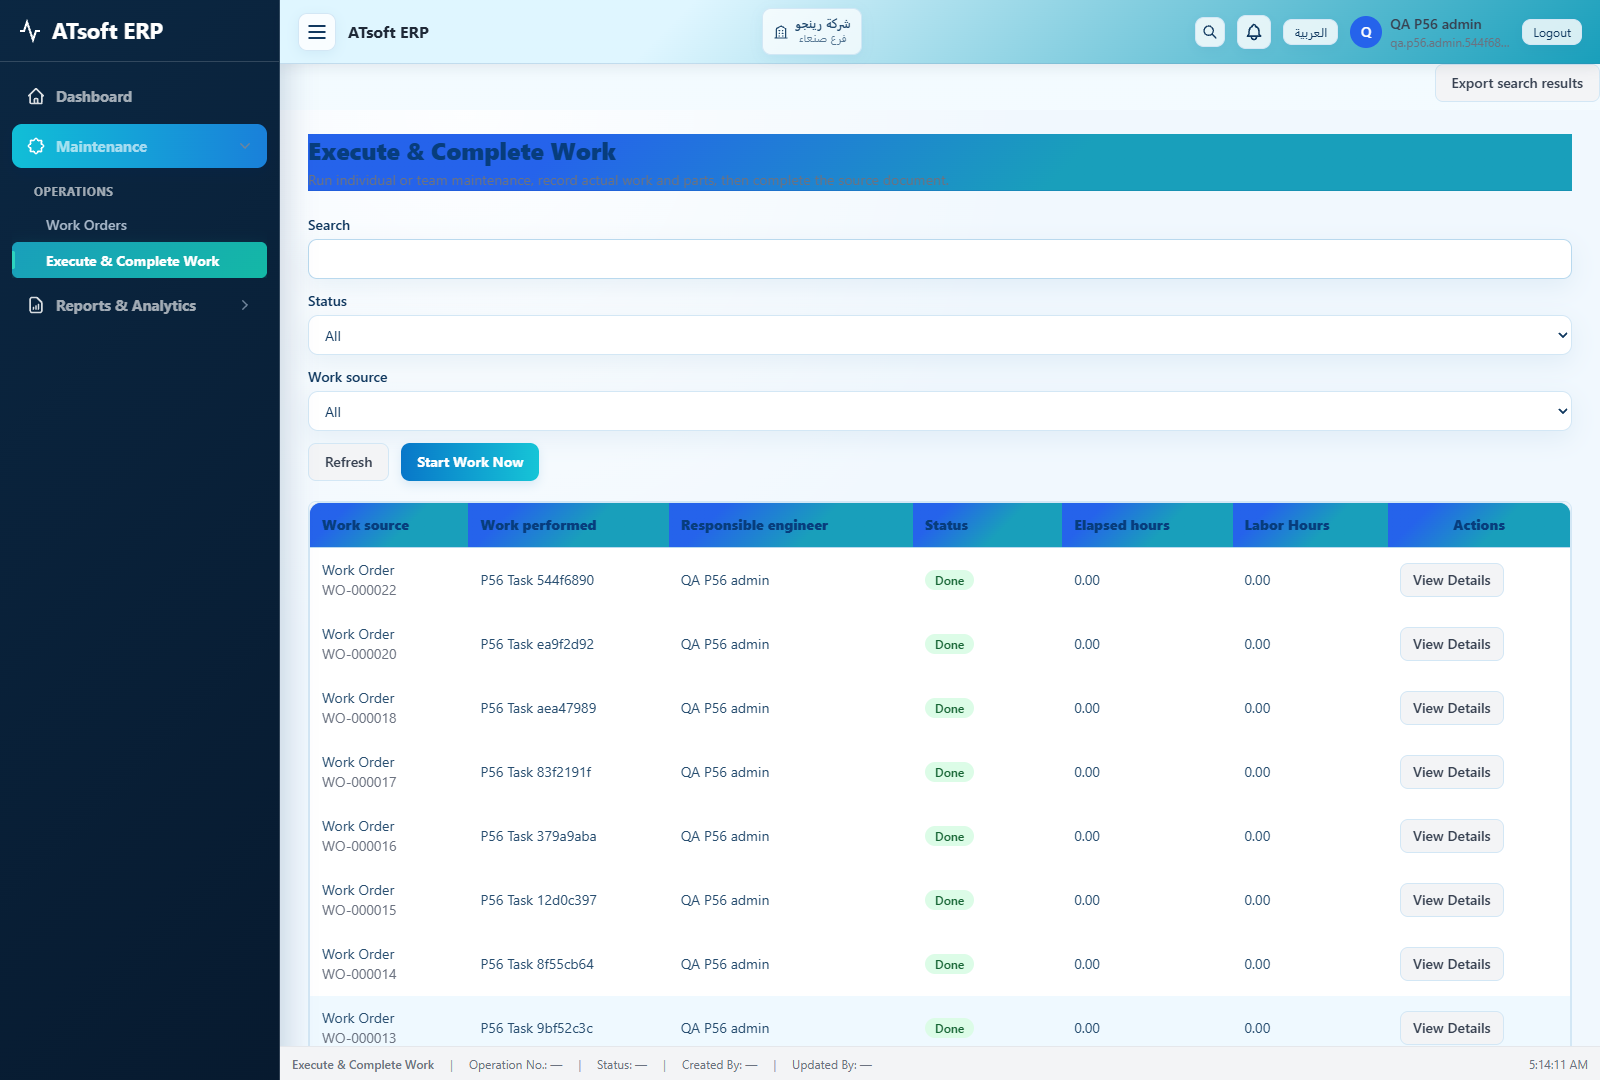 ATsoft ERP
Dashboard
Maintenance
OPERATIONS
Work Orders
Execute & Complete Work
Reports & Analytics
ATsoft ERP
شركة رينجو
فرع صنعاء
العربية
Q
QA P56 admin
qa.p56.admin.544f68...
Logout
Export search results
Execute & Complete Work
Run individual or team maintenance, record actual work and parts, then complete the source document.
Search
Status
All
Work source
All
Refresh
Start Work Now
Work source Work performed Responsible engineer Status Elapsed hours Labor Hours Actions
Work Order
WO-000022
P56 Task 544f6890 QA P56 admin Done 0.00 0.00 View Details
Work Order
WO-000020
P56 Task ea9f2d92 QA P56 admin Done 0.00 0.00 View Details
Work Order
WO-000018
P56 Task aea47989 QA P56 admin Done 0.00 0.00 View Details
Work Order
WO-000017
P56 Task 83f2191f QA P56 admin Done 0.00 0.00 View Details
Work Order
WO-000016
P56 Task 379a9aba QA P56 admin Done 0.00 0.00 View Details
Work Order
WO-000015
P56 Task 12d0c397 QA P56 admin Done 0.00 0.00 View Details
Work Order
WO-000014
P56 Task 8f55cb64 QA P56 admin Done 0.00 0.00 View Details
Work Order
WO-000013
P56 Task 9bf52c3c QA P56 admin Done 0.00 0.00 View Details
Execute & Complete Work | Operation No.: — | Status: — | Created By: — | Updated By: —
5:14:11 AM